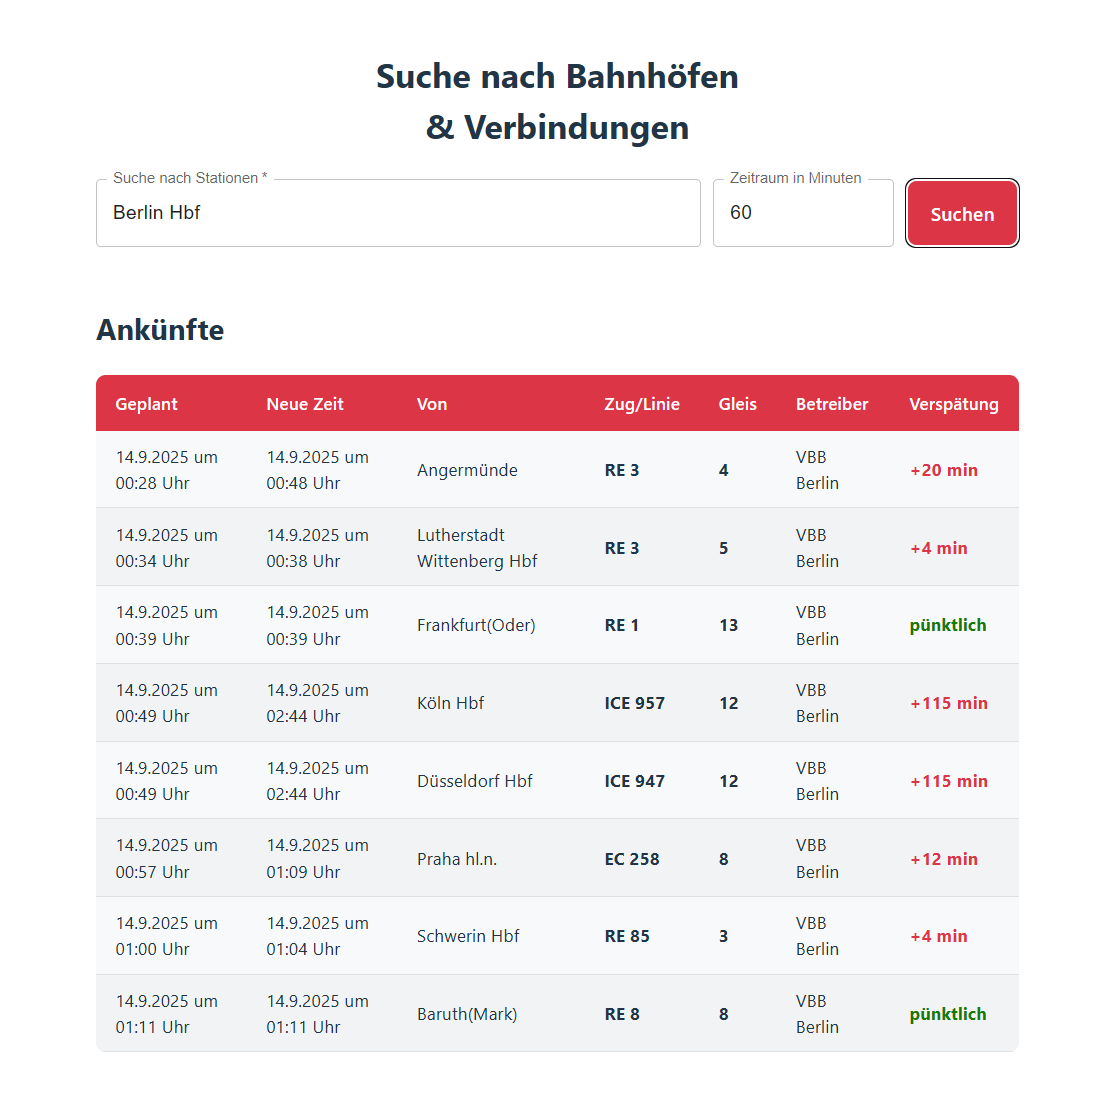 Suche nach Bahnhöfen
& Verbindungen
Suche nach Stationen *
Zeitraum in Minuten
Berlin Hbf
60
Suchen
Ankünfte
Geplant Neue Zeit Von Zug/Linie Gleis Betreiber Verspätung
14.9.2025 um 14.9.2025 um VBB
Angermünde RE 3 4 +20 min
00:28 Uhr 00:48 Uhr Berlin
14.9.2025 um 14.9.2025 um Lutherstadt VBB
RE 3 5 +4 min
00:34 Uhr 00:38 Uhr Wittenberg Hbf Berlin
14.9.2025 um 14.9.2025 um VBB
Frankfurt(Oder) RE 1 13 pünktlich
00:39 Uhr 00:39 Uhr Berlin
14.9.2025 um 14.9.2025 um VBB
Köln Hbf ICE 957 12 +115 min
00:49 Uhr 02:44 Uhr Berlin
14.9.2025 um 14.9.2025 um VBB
Düsseldorf Hbf ICE 947 12 +115 min
00:49 Uhr 02:44 Uhr Berlin
14.9.2025 um 14.9.2025 um VBB
Praha hl.n. EC 258 8 +12 min
00:57 Uhr 01:09 Uhr Berlin
14.9.2025 um 14.9.2025 um VBB
Schwerin Hbf RE 85 3 +4 min
01:00 Uhr 01:04 Uhr Berlin
14.9.2025 um 14.9.2025 um VBB
Baruth(Mark) RE 8 8 pünktlich
01:11 Uhr 01:11 Uhr Berlin